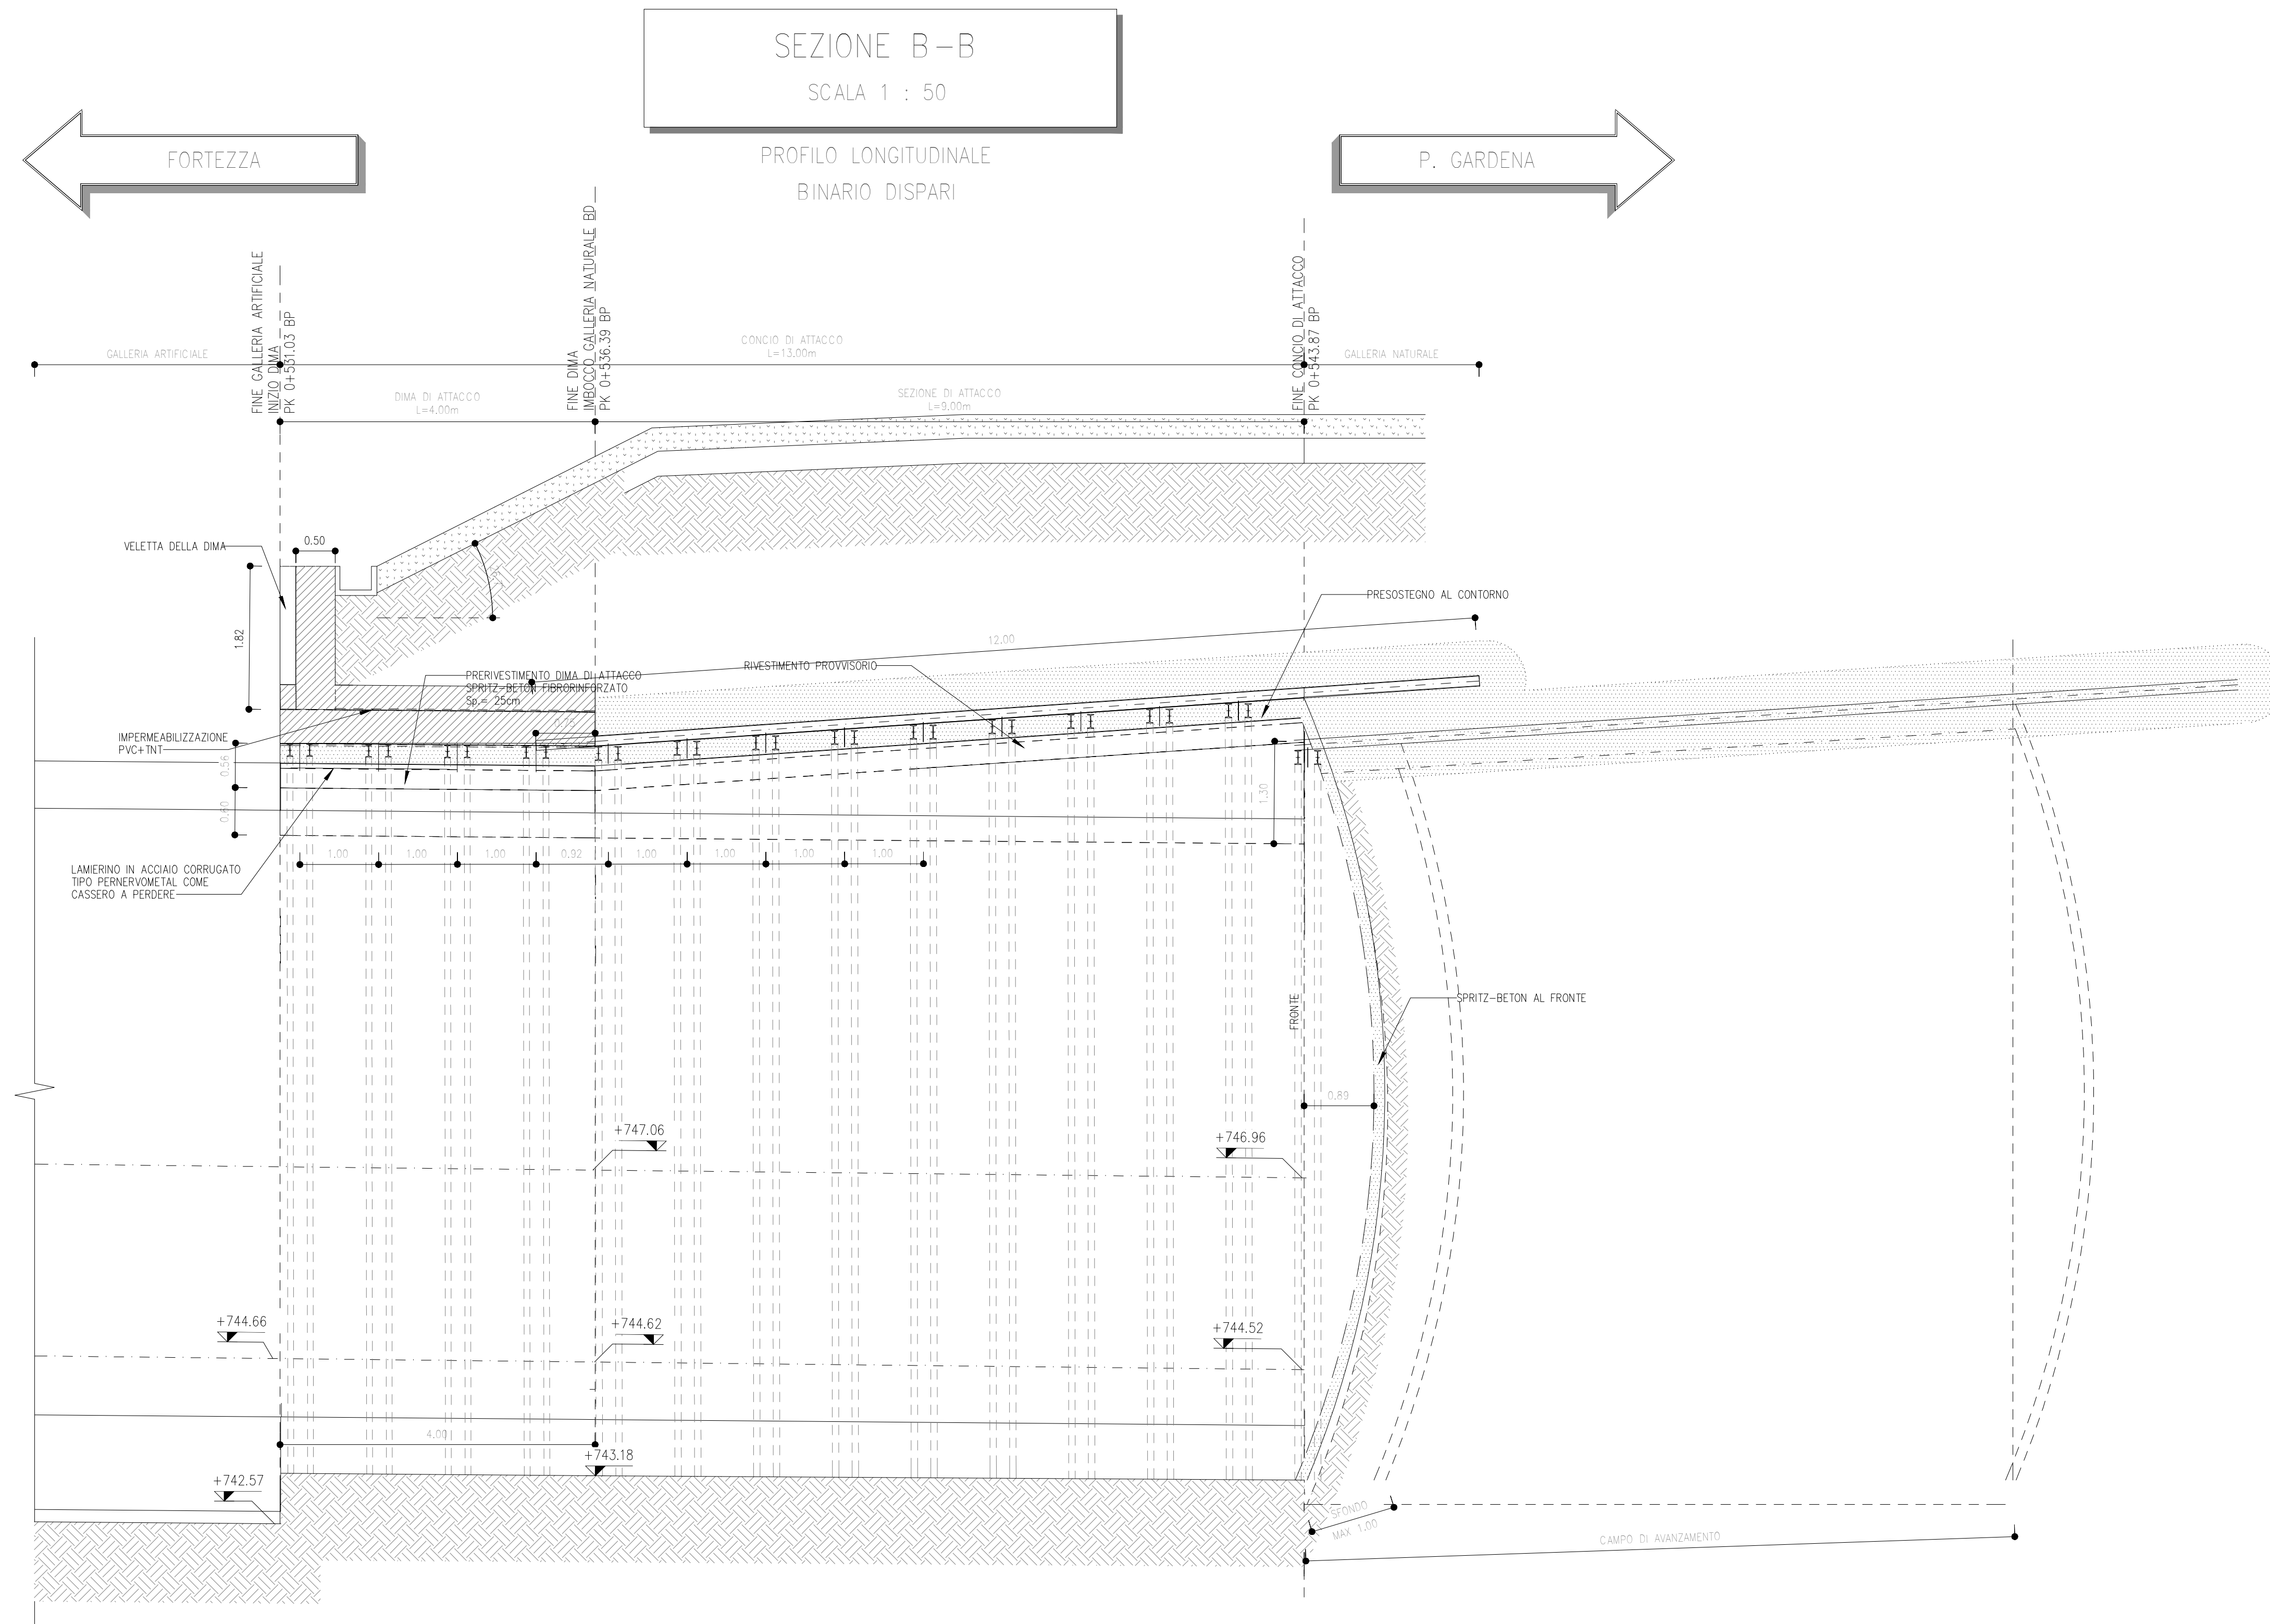 SEZIONE B-B
SCALA 1 : 50
FORTEZZA
P. GARDENA
PROFILO LONGITUDINALE
BINARIO DISPARI
FINE GALLERIA ARTIFICIALE
INIZIO DIMA
PK 0+531.03 BP
FINE DIMA
IMBOCCO GALLERIA NATURALE BD
PK 0+536.39 BP
FINE CONCIO DI ATTACCO
PK 0+543.87 BP
GALLERIA ARTIFICIALE
CONCIO DI ATTACCO
L=13.00m
GALLERIA NATURALE
DIMA DI ATTACCO
L=4.00m
SEZIONE DI ATTACCO
L=9.00m
VELETTA DELLA DIMA
0.50
1.82
PRESOSTEGNO AL CONTORNO
12.00
RIVESTIMENTO PROVVISORIO
PRERIVESTIMENTO DIMA DI ATTACCO
SPRITZ-BETON FIBRORINFORZATO
Sp.= 25cm
0.75
IMPERMEABILIZZAZIONE
PVC+TNT
0.56
0.60
1.30
LAMIERINO IN ACCIAIO CORRUGATO
TIPO PERNERVOMETAL COME
CASSERO A PERDERE
1.00
1.00
1.00
0.92
1.00
1.00
1.00
1.00
FRONTE
SPRITZ-BETON AL FRONTE
0.89
+747.06
+746.96
+744.66
+744.62
+744.52
4.00
+743.18
+742.57
SFONDO
MAX 1.00
CAMPO DI AVANZAMENTO